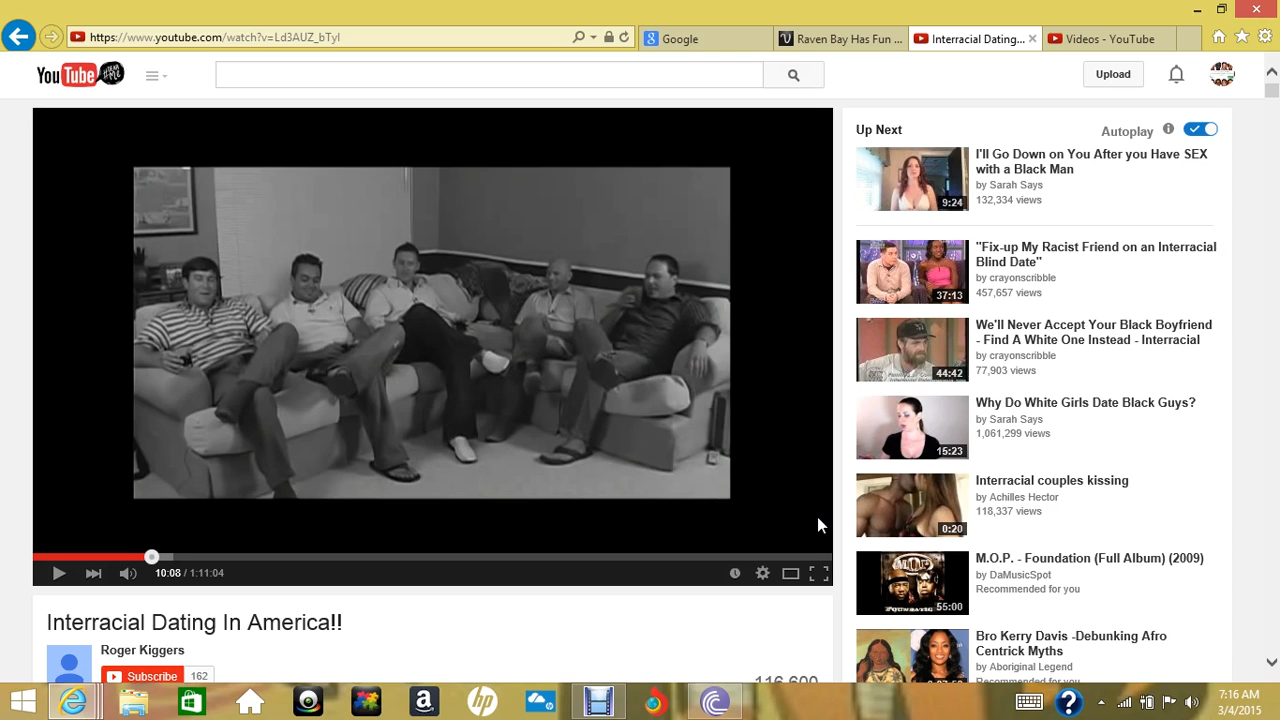 https://www.youtube.com/watch?v=Ld3AUZ_bTyI
Google
Raven Bay Has Fun ...
Interracial Dating...
Videos - YouTube
YouTube
Upload
Up Next
Autoplay
I'll Go Down on You After you Have SEX
with a Black Man
by Sarah Says
132,334 views
9:24
"Fix-up My Racist Friend on an Interracial
Blind Date"
by crayonscribble
457,657 views
37:13
We'll Never Accept Your Black Boyfriend
- Find A White One Instead - Interracial
by crayonscribble
77,903 views
44:42
Why Do White Girls Date Black Guys?
by Sarah Says
1,061,299 views
15:23
Interracial couples kissing
by Achilles Hector
118,337 views
0:20
M.O.P. - Foundation (Full Album) (2009)
by DaMusicSpot
Recommended for you
55:00
Bro Kerry Davis -Debunking Afro
Centrick Myths
by Aboriginal Legend
Recommended for you
10:08 / 1:11:04
Interracial Dating In America!!
Roger Kiggers
Subscribe
162
116,600
7:16 AM
3/4/2015